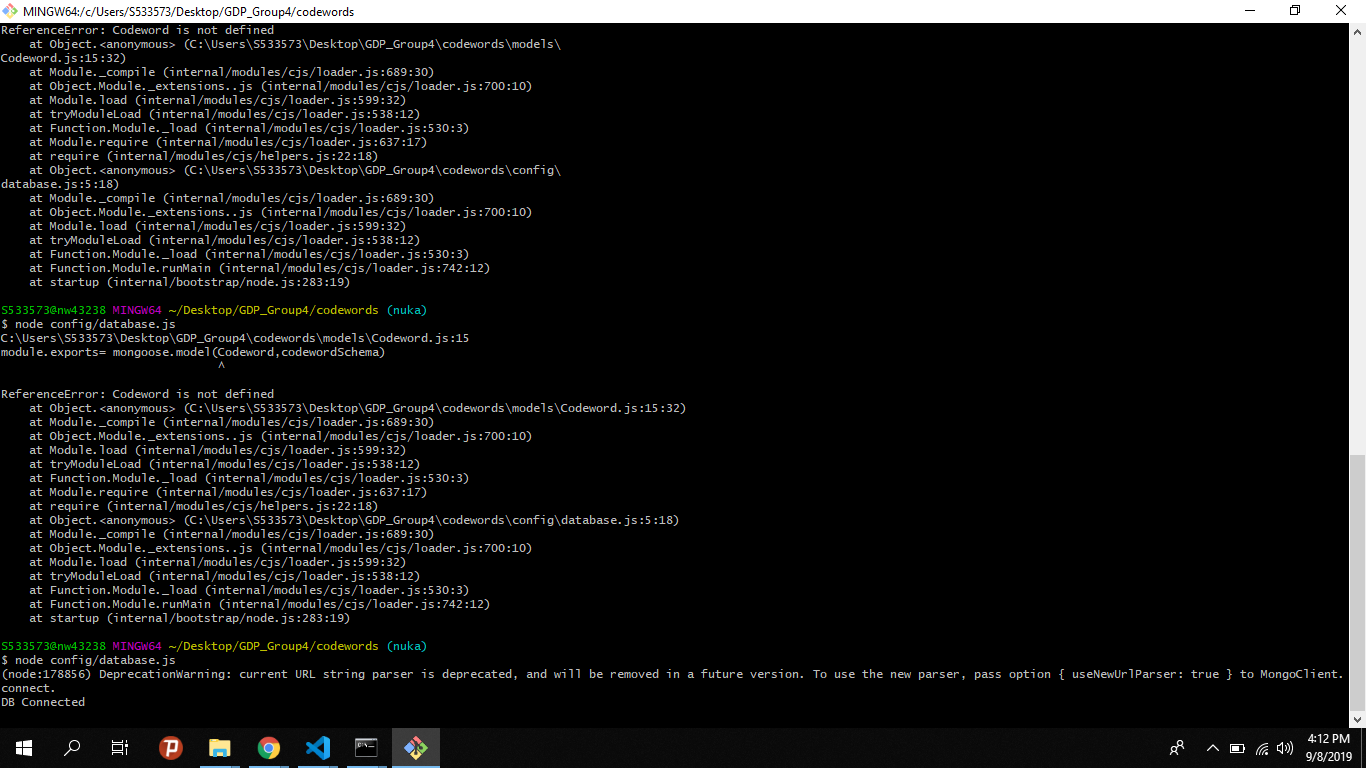 MINGW64:/c/Users/S533573/Desktop/GDP_Group4/codewords
ReferenceError: Codeword is not defined
    at Object.<anonymous> (C:\Users\S533573\Desktop\GDP_Group4\codewords\models\
Codeword.js:15:32)
    at Module._compile (internal/modules/cjs/loader.js:689:30)
    at Object.Module._extensions..js (internal/modules/cjs/loader.js:700:10)
    at Module.load (internal/modules/cjs/loader.js:599:32)
    at tryModuleLoad (internal/modules/cjs/loader.js:538:12)
    at Function.Module._load (internal/modules/cjs/loader.js:530:3)
    at Module.require (internal/modules/cjs/loader.js:637:17)
    at require (internal/modules/cjs/helpers.js:22:18)
    at Object.<anonymous> (C:\Users\S533573\Desktop\GDP_Group4\codewords\config\
database.js:5:18)
    at Module._compile (internal/modules/cjs/loader.js:689:30)
    at Object.Module._extensions..js (internal/modules/cjs/loader.js:700:10)
    at Module.load (internal/modules/cjs/loader.js:599:32)
    at tryModuleLoad (internal/modules/cjs/loader.js:538:12)
    at Function.Module._load (internal/modules/cjs/loader.js:530:3)
    at Function.Module.runMain (internal/modules/cjs/loader.js:742:12)
    at startup (internal/bootstrap/node.js:283:19)
S533573@nw43238 MINGW64 ~/Desktop/GDP_Group4/codewords (nuka)
$ node config/database.js
C:\Users\S533573\Desktop\GDP_Group4\codewords\models\Codeword.js:15
module.exports= mongoose.model(Codeword,codewordSchema)
                               ^
ReferenceError: Codeword is not defined
    at Object.<anonymous> (C:\Users\S533573\Desktop\GDP_Group4\codewords\models\Codeword.js:15:32)
    at Module._compile (internal/modules/cjs/loader.js:689:30)
    at Object.Module._extensions..js (internal/modules/cjs/loader.js:700:10)
    at Module.load (internal/modules/cjs/loader.js:599:32)
    at tryModuleLoad (internal/modules/cjs/loader.js:538:12)
    at Function.Module._load (internal/modules/cjs/loader.js:530:3)
    at Module.require (internal/modules/cjs/loader.js:637:17)
    at require (internal/modules/cjs/helpers.js:22:18)
    at Object.<anonymous> (C:\Users\S533573\Desktop\GDP_Group4\codewords\config\database.js:5:18)
    at Module._compile (internal/modules/cjs/loader.js:689:30)
    at Object.Module._extensions..js (internal/modules/cjs/loader.js:700:10)
    at Module.load (internal/modules/cjs/loader.js:599:32)
    at tryModuleLoad (internal/modules/cjs/loader.js:538:12)
    at Function.Module._load (internal/modules/cjs/loader.js:530:3)
    at Function.Module.runMain (internal/modules/cjs/loader.js:742:12)
    at startup (internal/bootstrap/node.js:283:19)
S533573@nw43238 MINGW64 ~/Desktop/GDP_Group4/codewords (nuka)
$ node config/database.js
(node:178856) DeprecationWarning: current URL string parser is deprecated, and will be removed in a future version. To use the new parser, pass option { useNewUrlParser: true } to MongoClient.
connect.
DB Connected
4:12 PM
9/8/2019